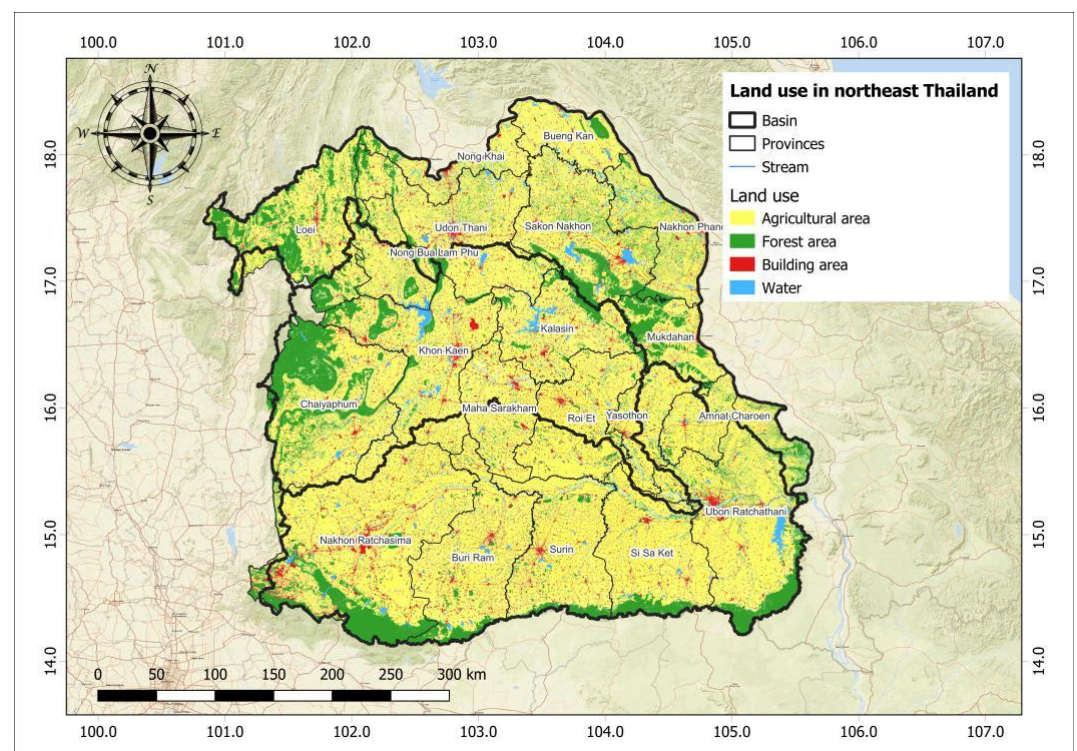 100.0 101.0 102.0 103.0 104.0 105.0 106.0 107.0
N
W E
S
18.0
17.0
16.0
15.0
14.0
18.0
17.0
16.0
15.0
14.0
Land use in northeast Thailand
Basin
Provinces
Stream
Land use
Agricultural area
Forest area
Building area
Water
Bueng Kan
Nong Khai
Loei
Udon Thani
Sakon Nakhon
Nakhon Phan
Nong Bua Lam Phu
Kalasin
Mukdahan
Khon Kaen
Chaiyaphum
Maha Sarakham
Roi Et
Yasothon
Amnat Charoen
Ubon Ratchathani
Nakhon Ratchasima
Buri Ram
Surin
Si Sa Ket
0 50 100 150 200 250 300 km
100.0 101.0 102.0 103.0 104.0 105.0 106.0 107.0